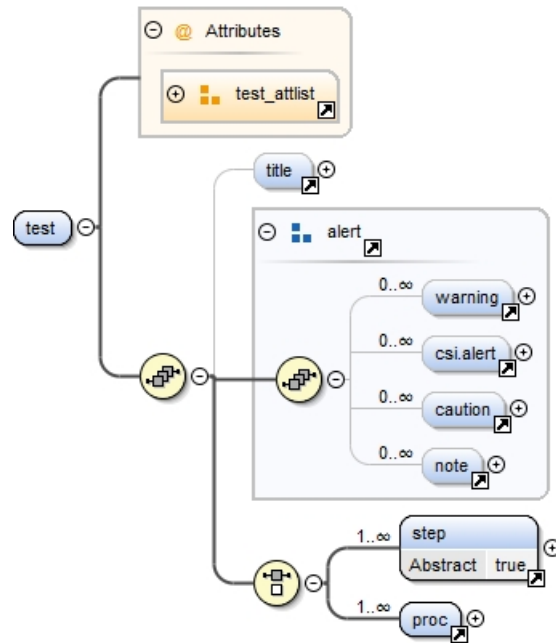 @ Attributes
test_attlist
title
test
alert
0..∞
warning
0..∞
csi.alert
0..∞
caution
0..∞
note
1..∞
step
Abstract true
1..∞
proc